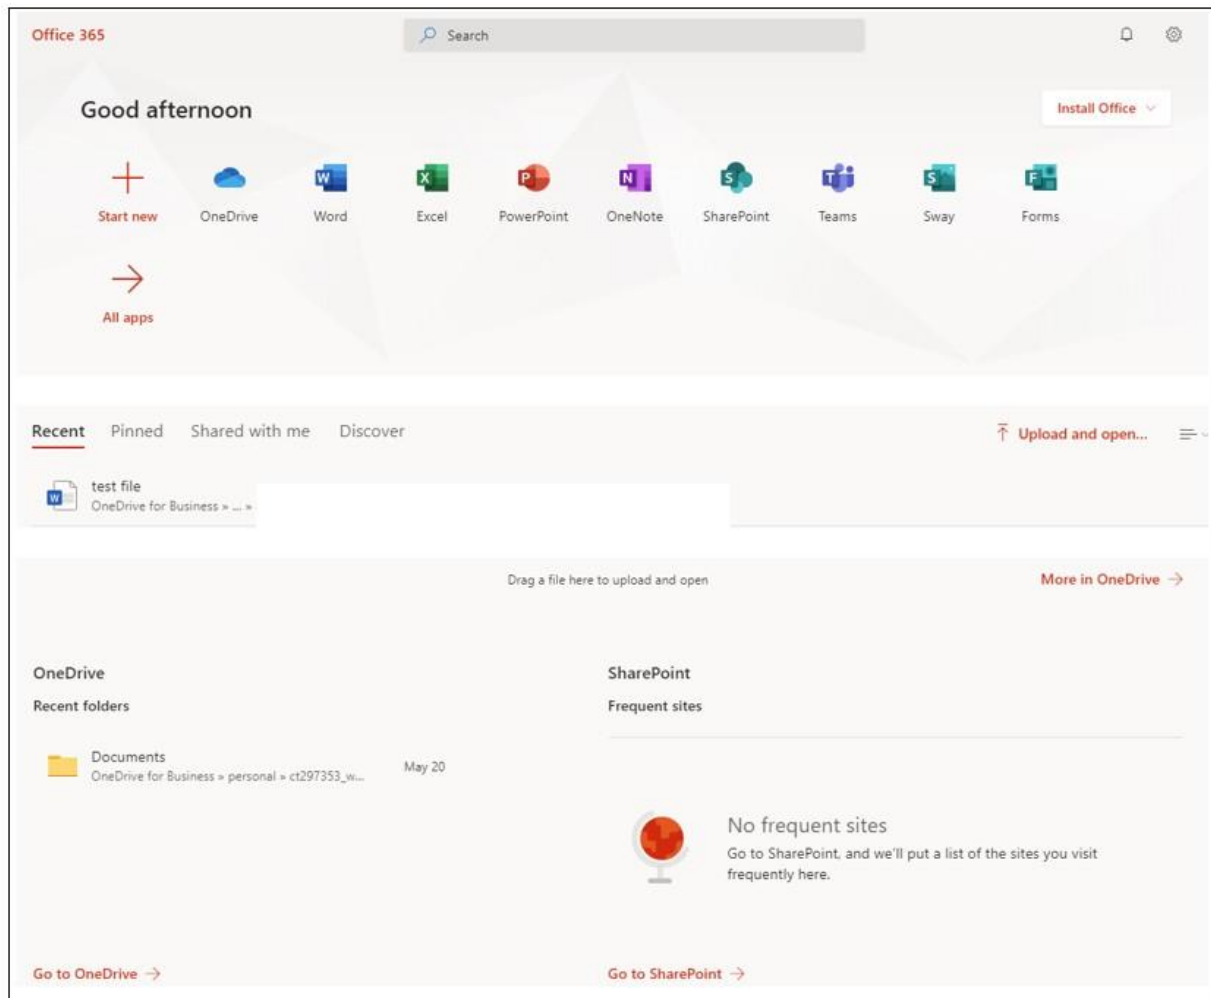 Office 365
Search
Good afternoon
Install Office
Start new
OneDrive
Word
Excel
PowerPoint
OneNote
SharePoint
Teams
Sway
Forms
All apps
Recent
Pinned
Shared with me
Discover
Upload and open...
test file
OneDrive for Business » ... »
Drag a file here to upload and open
More in OneDrive
OneDrive
Recent folders
Documents
OneDrive for Business » personal » ct297353_w...
May 20
Go to OneDrive
SharePoint
Frequent sites
No frequent sites
Go to SharePoint, and we'll put a list of the sites you visit
frequently here.
Go to SharePoint